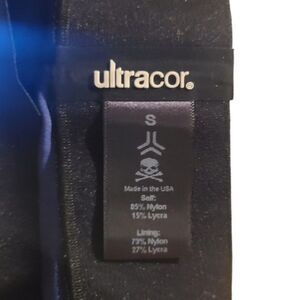 ultracor®
S
Made in the USA
Self:
85% Nylon
15% Lycra
Lining:
73% Nylon
27% Lycra